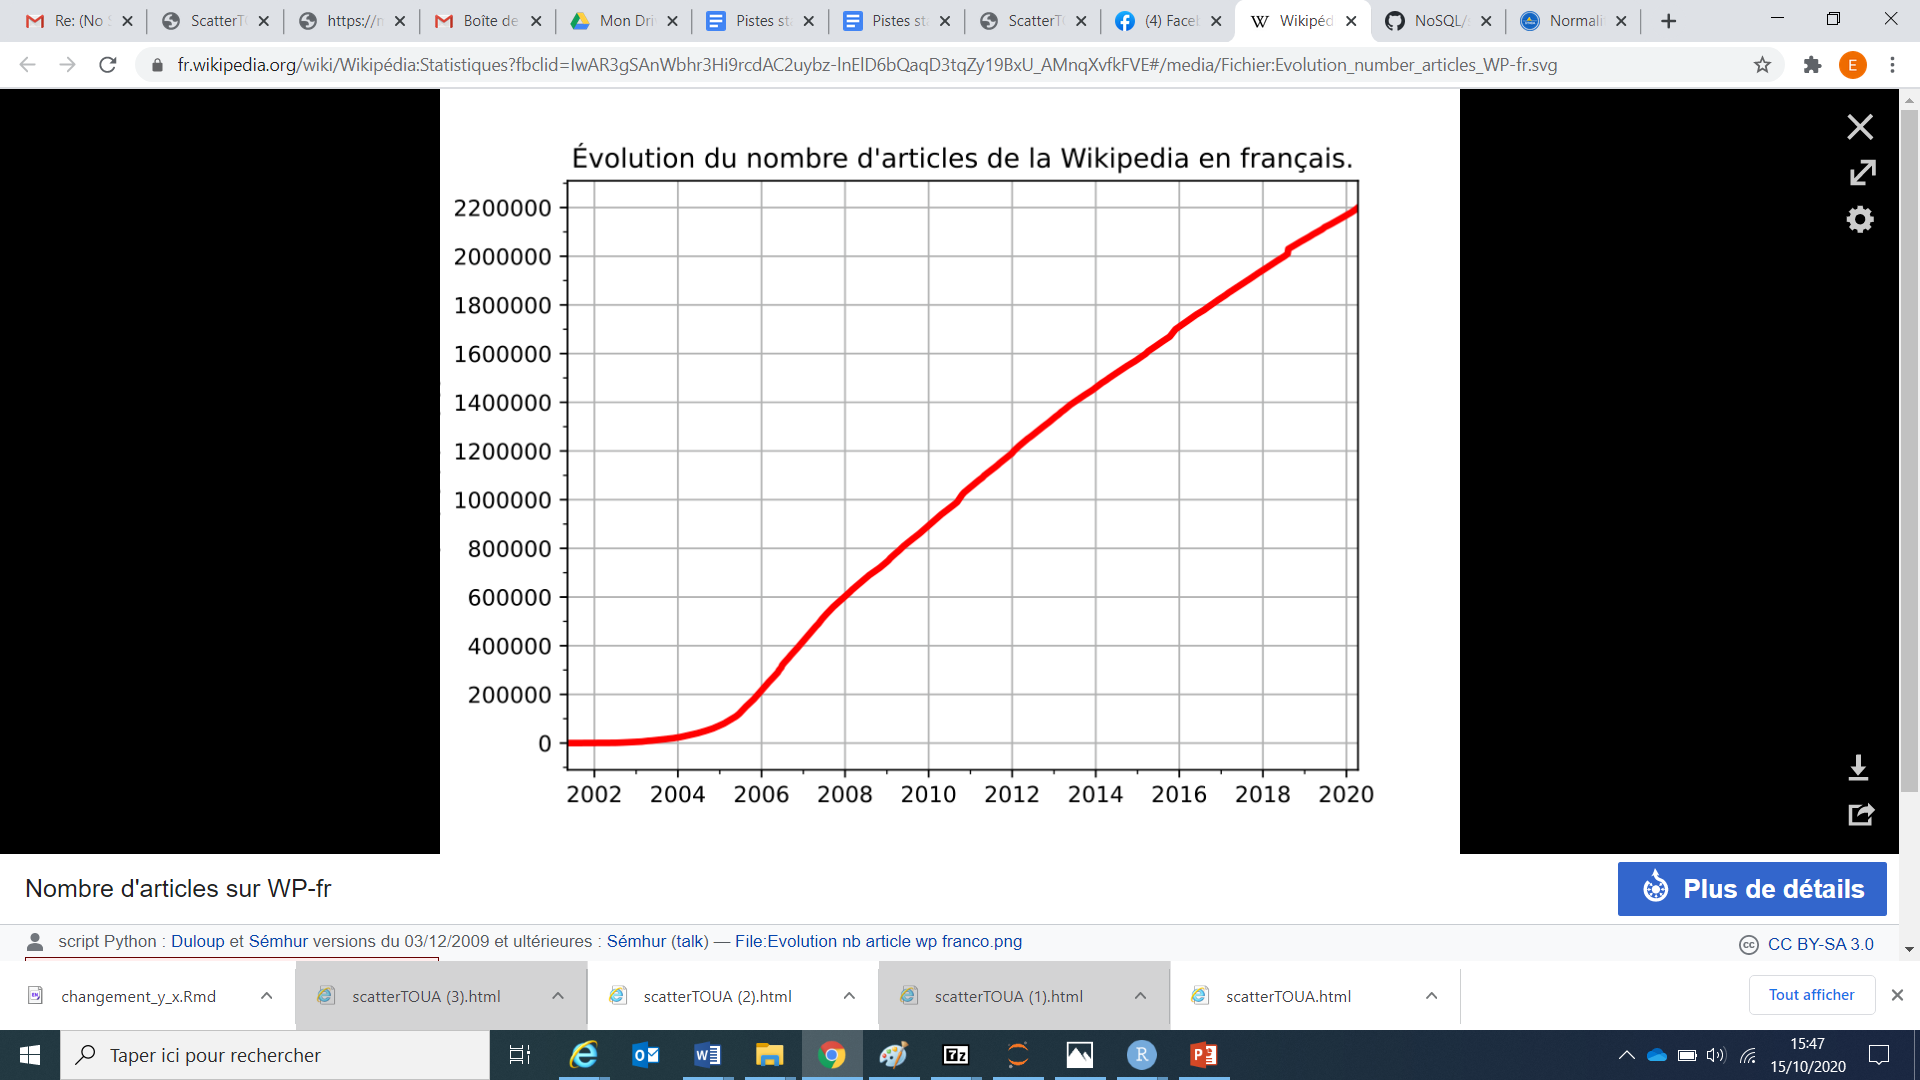 Re: (No
ScatterT
https://n
Boîte de
Mon Dri
Pistes st
Pistes st
ScatterT
(4) Face
Wikipéd
NoSQL/
Normali
fr.wikipedia.org/wiki/Wikipédia:Statistiques?fbclid=IwAR3gSAnWbhr3Hi9rcdAC2uybz-lnElD6bQaqD3tqZy19BxU_AMnqXvfkFVE#/media/Fichier:Evolution_number_articles_WP-fr.svg
E
Évolution du nombre d'articles de la Wikipedia en français.
2200000
2000000
1800000
1600000
1400000
1200000
1000000
800000
600000
400000
200000
0
2002 2004 2006 2008 2010 2012 2014 2016 2018 2020
Nombre d'articles sur WP-fr
Plus de détails
script Python : Duloup et Sémhur versions du 03/12/2009 et ultérieures : Sémhur (talk) — File:Evolution nb article wp franco.png
CC BY-SA 3.0
changement_y_x.Rmd
scatterTOUA (3).html
scatterTOUA (2).html
scatterTOUA (1).html
scatterTOUA.html
Tout afficher
Taper ici pour rechercher
15:47
15/10/2020